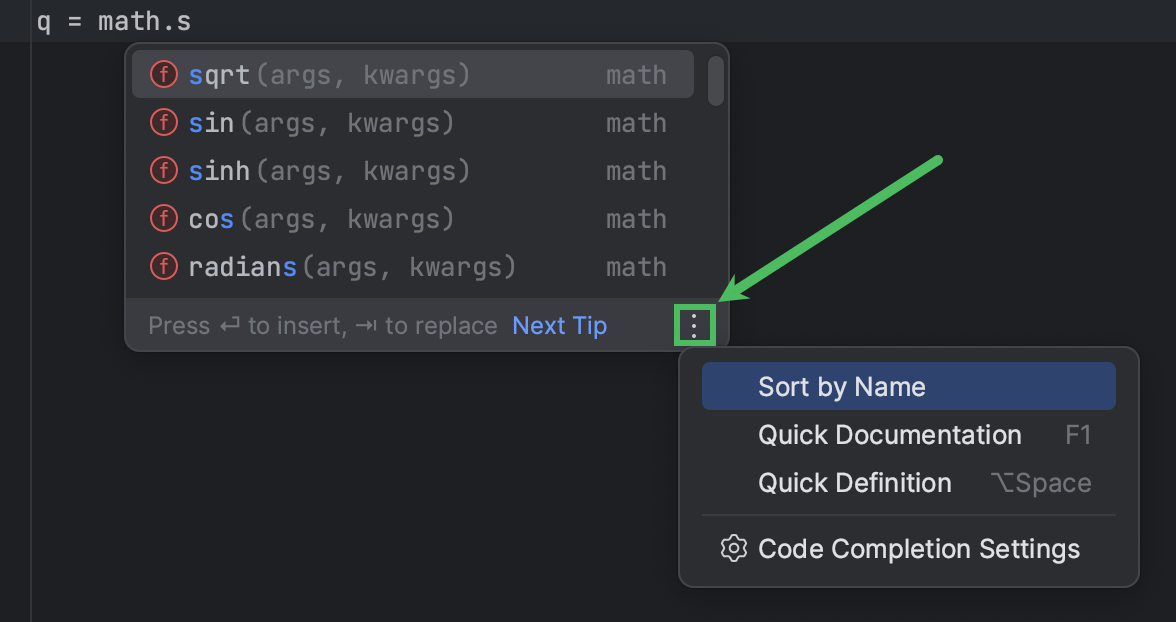 q = math.s
f sqrt(args, kwargs) math
f sin(args, kwargs) math
f sinh(args, kwargs) math
f cos(args, kwargs) math
f radians(args, kwargs) math
Press ⏎ to insert, ⇥ to replace Next Tip
Sort by Name
Quick Documentation F1
Quick Definition ⌥Space
Code Completion Settings